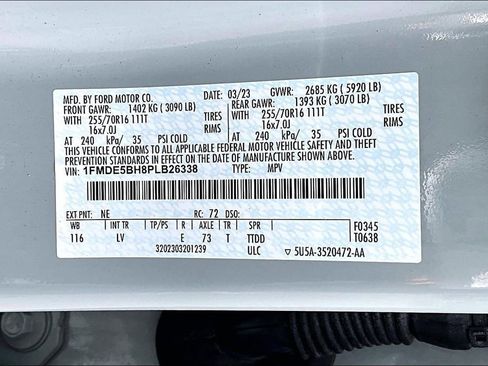 MFD. BY FORD MOTOR CO. DATE: 03/23 GVWR: 2685 KG ( 5920 LB)
FRONT GAWR: 1402 KG ( 3090 LB) REAR GAWR: 1393 KG ( 3070 LB)
WITH 255/70R16 111T TIRES WITH 255/70R16 111T TIRES
16x7.0J RIMS 16x7.0J RIMS
AT 240 kPa/ 35 PSI COLD AT 240 kPa/ 35 PSI COLD
THIS VEHICLE CONFORMS TO ALL APPLICABLE FEDERAL MOTOR VEHICLE SAFETY
AND THEFT PREVENTION STANDARDS IN EFFECT ON THE DATE OF MANUFACTURE SHOWN ABOVE.
VIN: 1FMDE5BH8PLB26338 TYPE: MPV
EXT PNT: NE RC: 72 DSO: F0345
WB INT TR TP/PS R AXLE TR SPR T0638
116 LV E 73 T TTDD
3202303201239 ULC 5U5A-3520472-AA